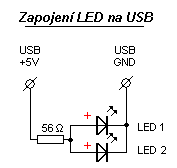 Zapojení LED na USB
USB +5V
USB GND
56 Ω
+
LED 1
+
LED 2